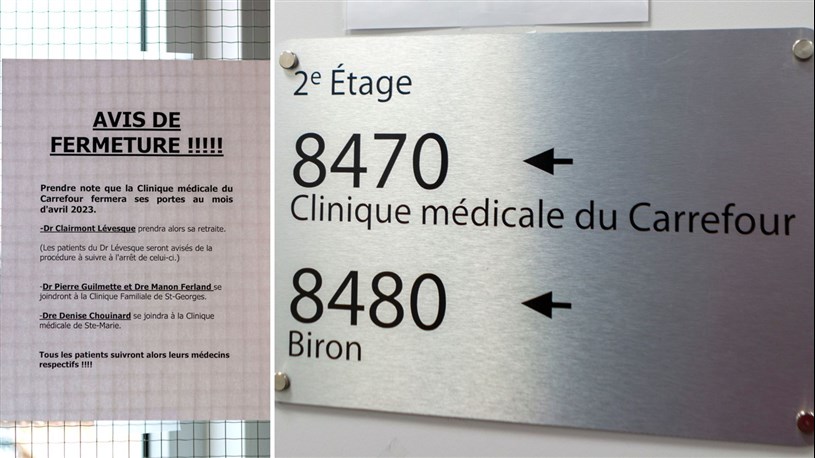 AVIS DE
FERMETURE !!!!!
Prendre note que la Clinique médicale du
Carrefour fermera ses portes au mois
d'avril 2023.
-Dr Clairmont Lévesque prendra alors sa retraite.
(Les patients du Dr Lévesque seront avisés de la
procédure à suivre à l'arrêt de celui-ci.)
-Dr Pierre Guilmette et Dre Manon Ferland se
joindront à la Clinique Familiale de St-Georges.
-Dre Denise Chouinard se joindra à la Clinique
médicale de Ste-Marie.
Tous les patients suivront alors leurs médecins
respectifs !!!!
2e Étage
8470 ←
Clinique médicale du Carrefour
8480 ←
Biron